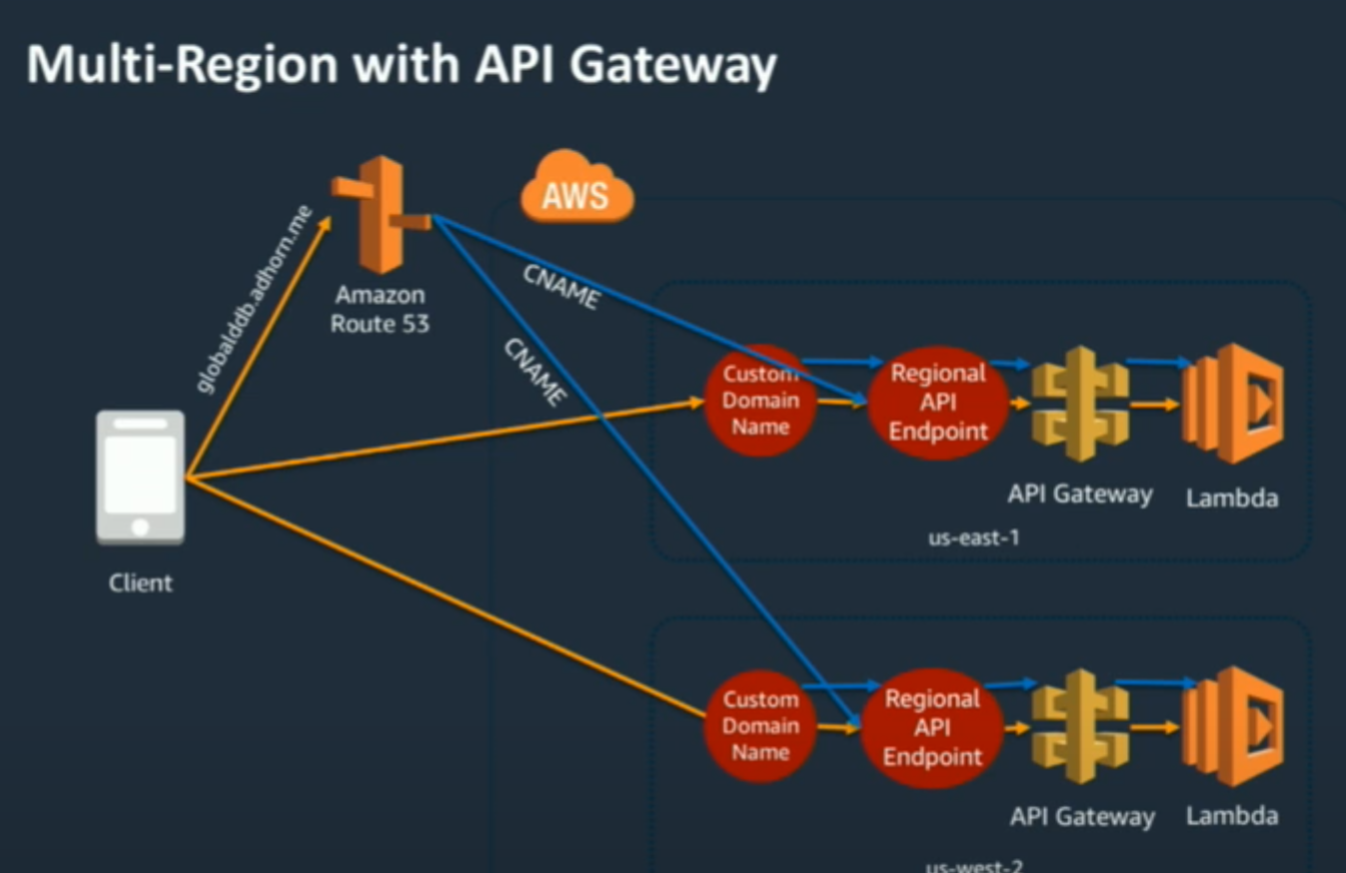 Multi-Region with API Gateway
AWS
globalddb.adhorn.me
Amazon
Route 53
CNAME
CNAME
Custom
Domain
Name
Regional
API
Endpoint
API Gateway
Lambda
us-east-1
Client
Custom
Domain
Name
Regional
API
Endpoint
API Gateway
Lambda
us-west-2